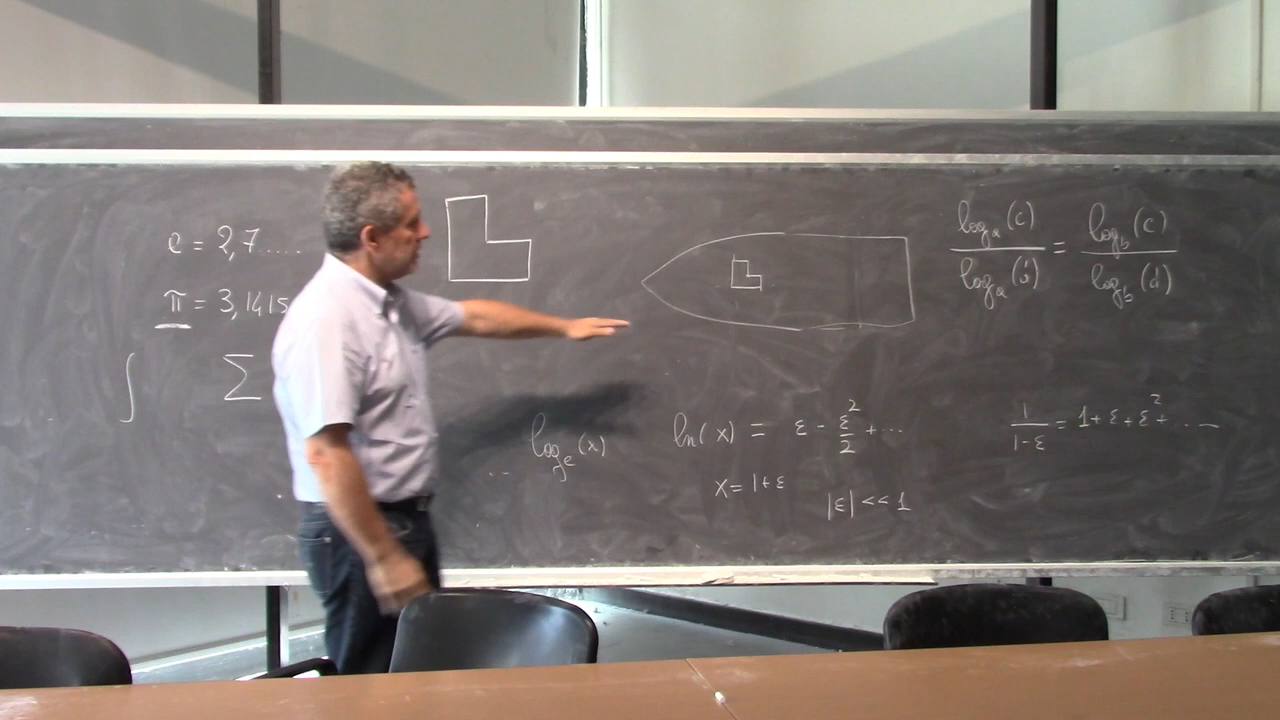 e = 2,7.....
π = 3,1415
∫ Σ
.. log_e(x)
ln(x) = ε - ε²/2 + ...
x = 1+ε
|ε| << 1
log_a(c)/log_a(d) = log_b(c)/log_b(d)
1/(1-ε) = 1+ε+ε²+ ...